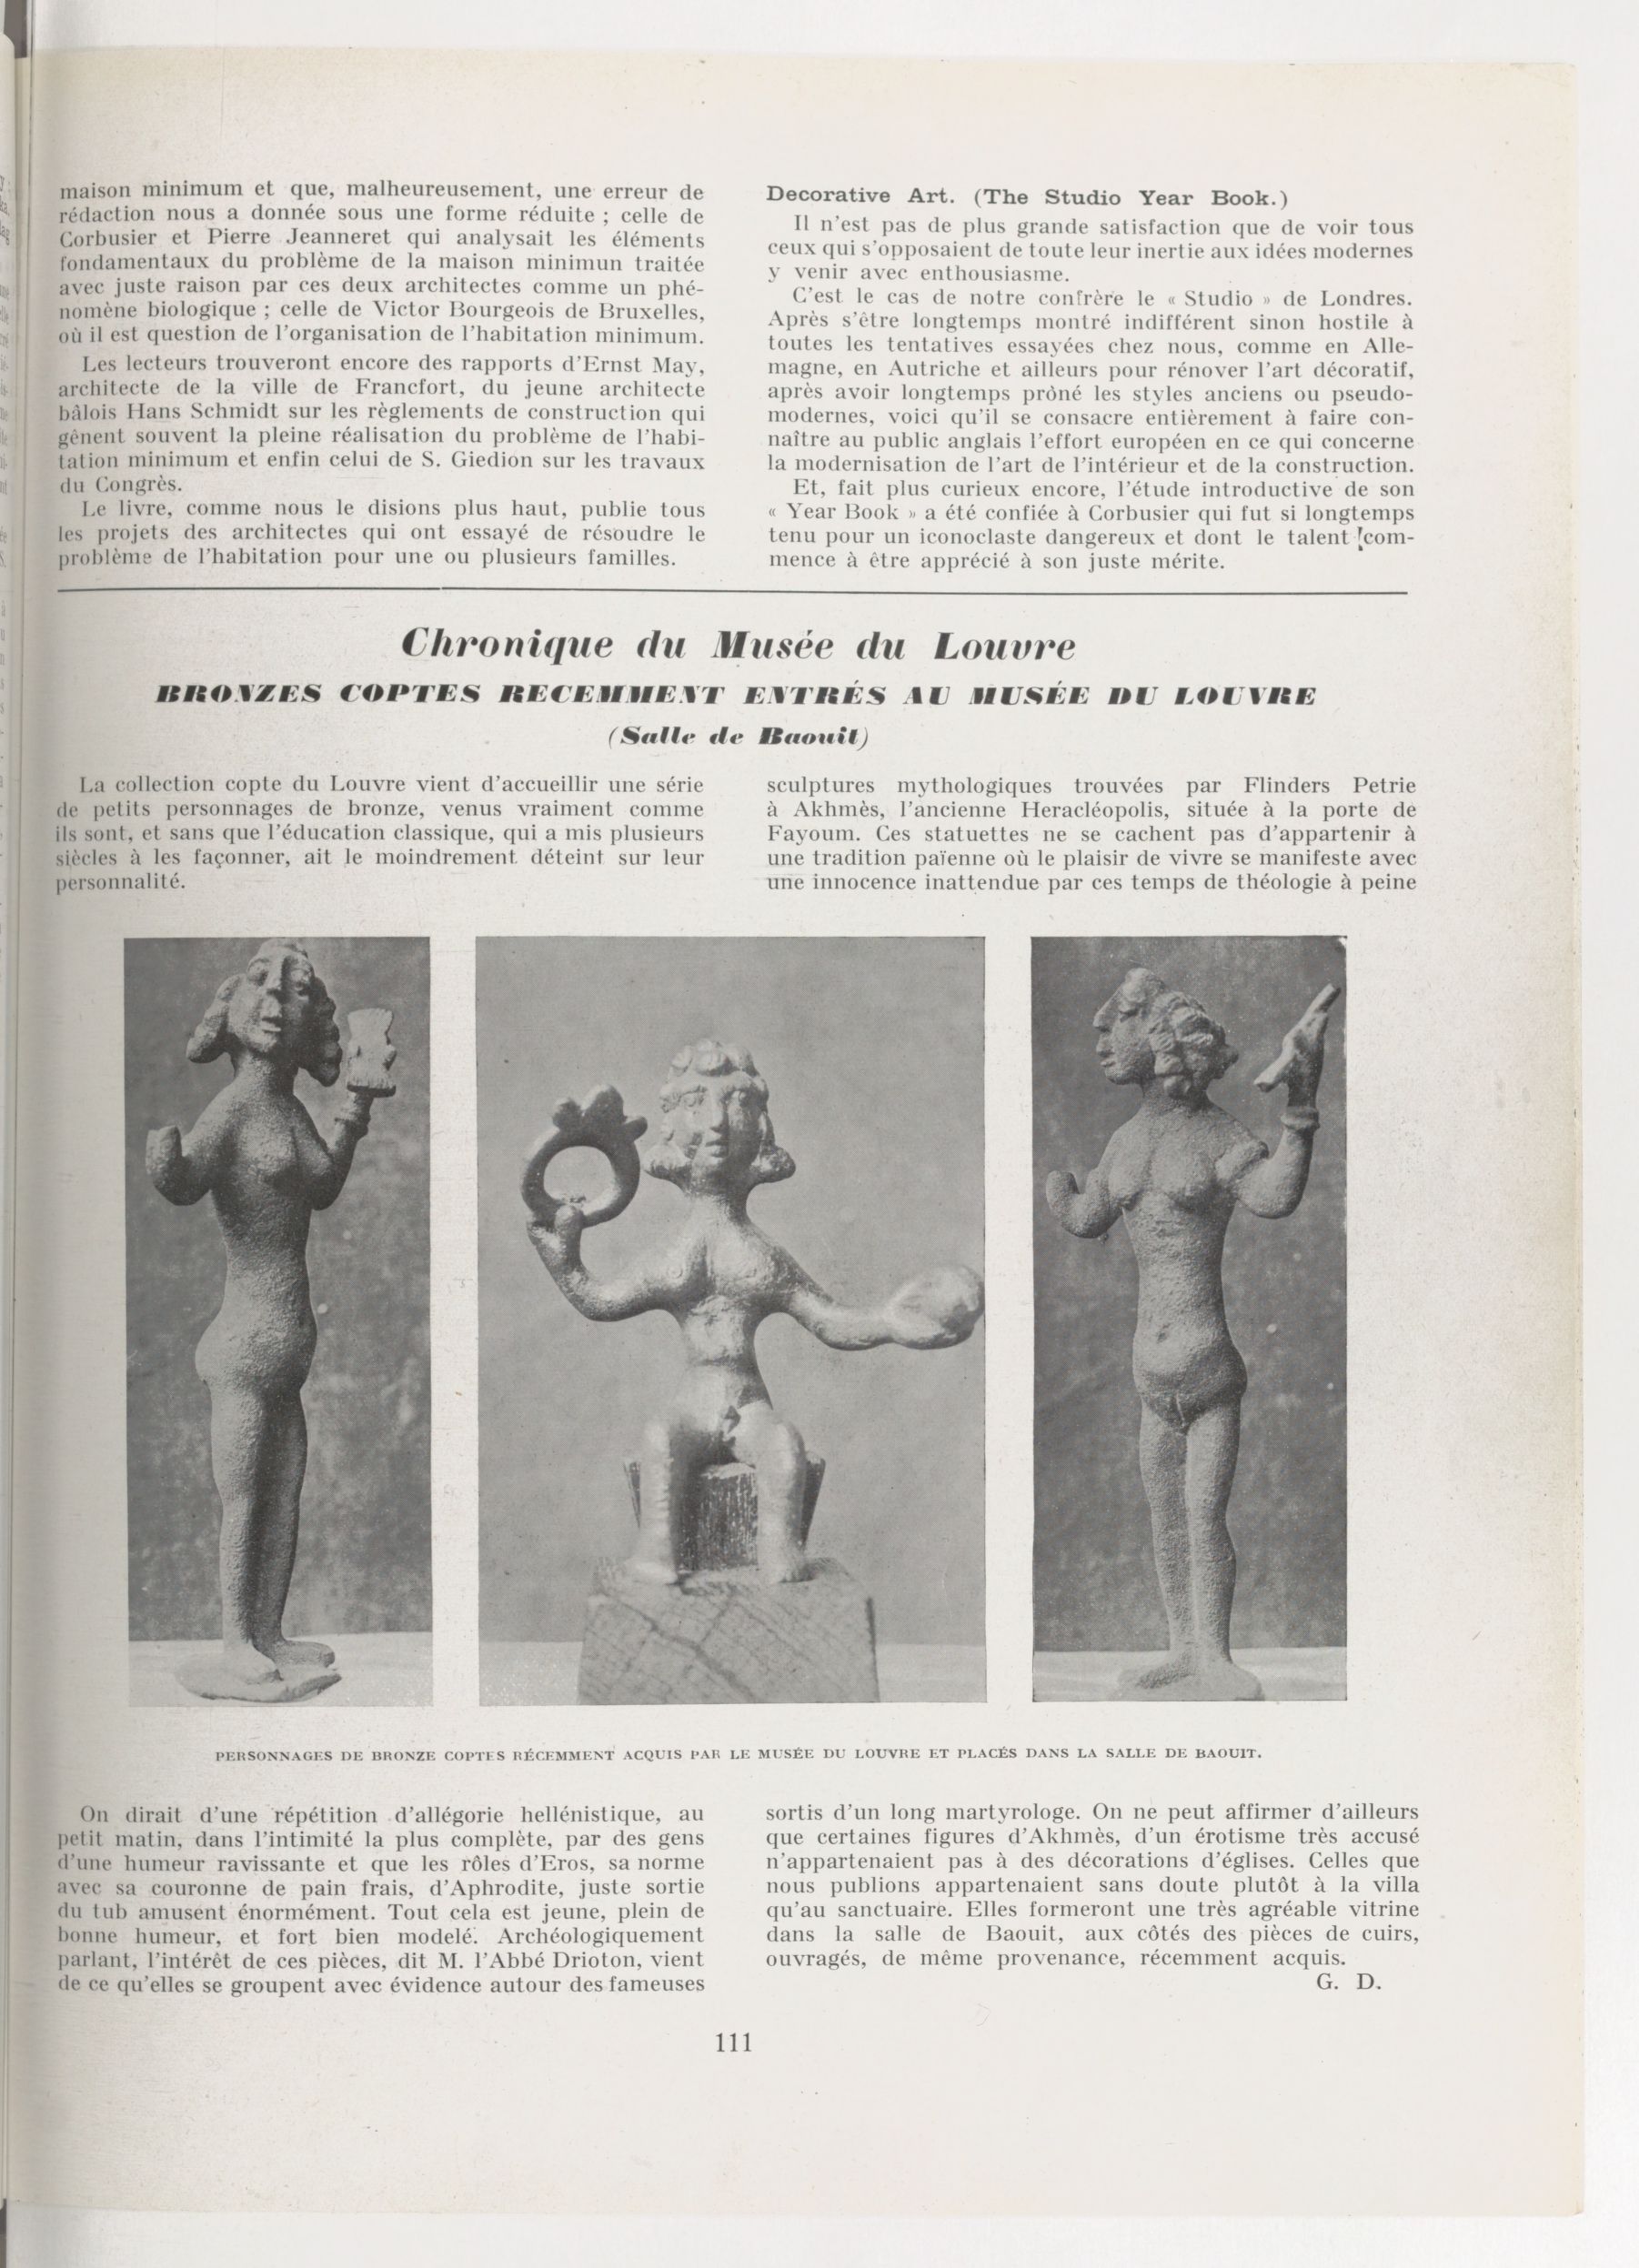 maison minimum et que, malheureusement, une erreur de
rédaction nous a donnée sous une forme réduite ; celle de
Corbusier et Pierre Jeanneret qui analysait les éléments
fondamentaux du problème de la maison minimun traitée
avec juste raison par ces deux architectes comme un phé-
nomène biologique ; celle de Victor Bourgeois de Bruxelles,
où il est question de l'organisation de l'habitation minimum.
Les lecteurs trouveront encore des rapports d'Ernst May,
architecte de la ville de Francfort, du jeune architecte
bâlois Hans Schmidt sur les règlements de construction qui
gênent souvent la pleine réalisation du problème de l'habi-
tation minimum et enfin celui de S. Giedion sur les travaux
du Congrès.
Le livre, comme nous le disions plus haut, publie tous
les projets des architectes qui ont essayé de résoudre le
problème de l'habitation pour une ou plusieurs familles.
Decorative Art. (The Studio Year Book.)
Il n'est pas de plus grande satisfaction que de voir tous
ceux qui s'opposaient de toute leur inertie aux idées modernes
y venir avec enthousiasme.
C'est le cas de notre confrère le « Studio » de Londres.
Après s'être longtemps montré indifférent sinon hostile à
toutes les tentatives essayées chez nous, comme en Alle-
magne, en Autriche et ailleurs pour rénover l'art décoratif,
après avoir longtemps prôné les styles anciens ou pseudo-
modernes, voici qu'il se consacre entièrement à faire con-
naître au public anglais l'effort européen en ce qui concerne
la modernisation de l'art de l'intérieur et de la construction.
Et, fait plus curieux encore, l'étude introductive de son
« Year Book » a été confiée à Corbusier qui fut si longtemps
tenu pour un iconoclaste dangereux et dont le talent com-
mence à être apprécié à son juste mérite.
Chronique du Musée du Louvre
BRONZES COPTES RECEMMENT ENTRÉS AU MUSÉE DU LOUVRE
(Salle de Baouit)
La collection copte du Louvre vient d'accueillir une série
de petits personnages de bronze, venus vraiment comme
ils sont, et sans que l'éducation classique, qui a mis plusieurs
siècles à les façonner, ait le moindrement déteint sur leur
personnalité.
sculptures mythologiques trouvées par Flinders Petrie
à Akhmès, l'ancienne Heracléopolis, située à la porte de
Fayoum. Ces statuettes ne se cachent pas d'appartenir à
une tradition païenne où le plaisir de vivre se manifeste avec
une innocence inattendue par ces temps de théologie à peine
PERSONNAGES DE BRONZE COPTES RÉCEMMENT ACQUIS PAR LE MUSÉE DU LOUVRE ET PLACÉS DANS LA SALLE DE BAOUIT.
On dirait d'une répétition d'allégorie hellénistique, au
petit matin, dans l'intimité la plus complète, par des gens
d'une humeur ravissante et que les rôles d'Eros, sa norme
avec sa couronne de pain frais, d'Aphrodite, juste sortie
du tub amusent énormément. Tout cela est jeune, plein de
bonne humeur, et fort bien modelé. Archéologiquement
parlant, l'intérêt de ces pièces, dit M. l'Abbé Drioton, vient
de ce qu'elles se groupent avec évidence autour des fameuses
sortis d'un long martyrologe. On ne peut affirmer d'ailleurs
que certaines figures d'Akhmès, d'un érotisme très accusé
n'appartenaient pas à des décorations d'églises. Celles que
nous publions appartenaient sans doute plutôt à la villa
qu'au sanctuaire. Elles formeront une très agréable vitrine
dans la salle de Baouit, aux côtés des pièces de cuirs,
ouvragés, de même provenance, récemment acquis.
G. D.
111